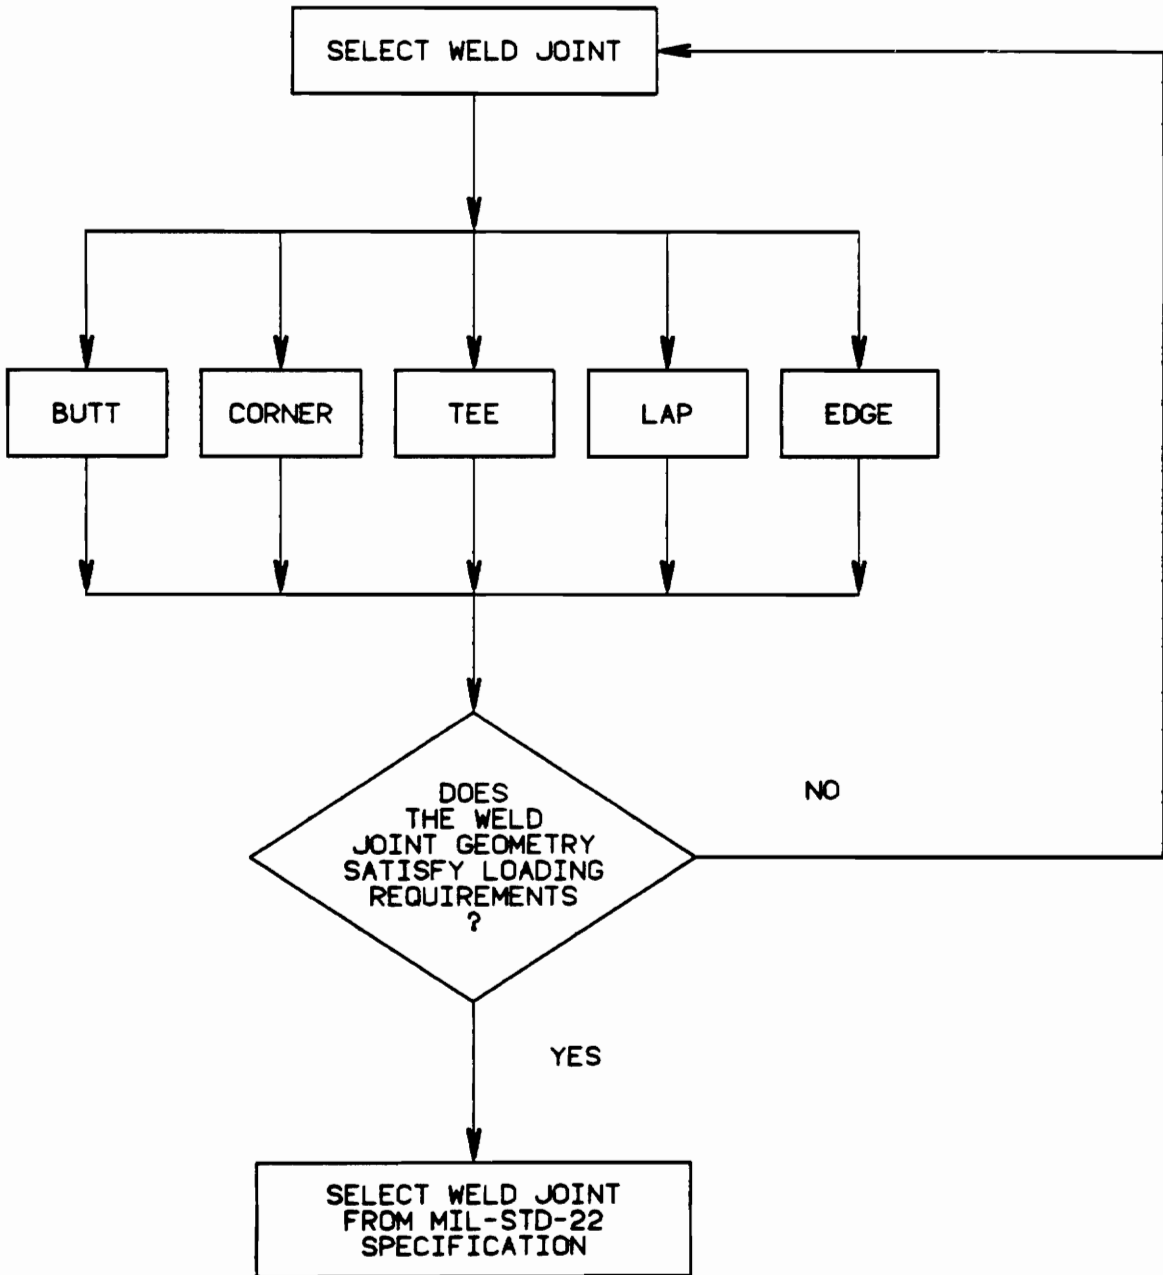 SELECT WELD JOINT
BUTT
CORNER
TEE
LAP
EDGE
DOES
THE WELD
JOINT GEOMETRY
SATISFY LOADING
REQUIREMENTS
?
NO
YES
SELECT WELD JOINT
FROM MIL-STD-22
SPECIFICATION